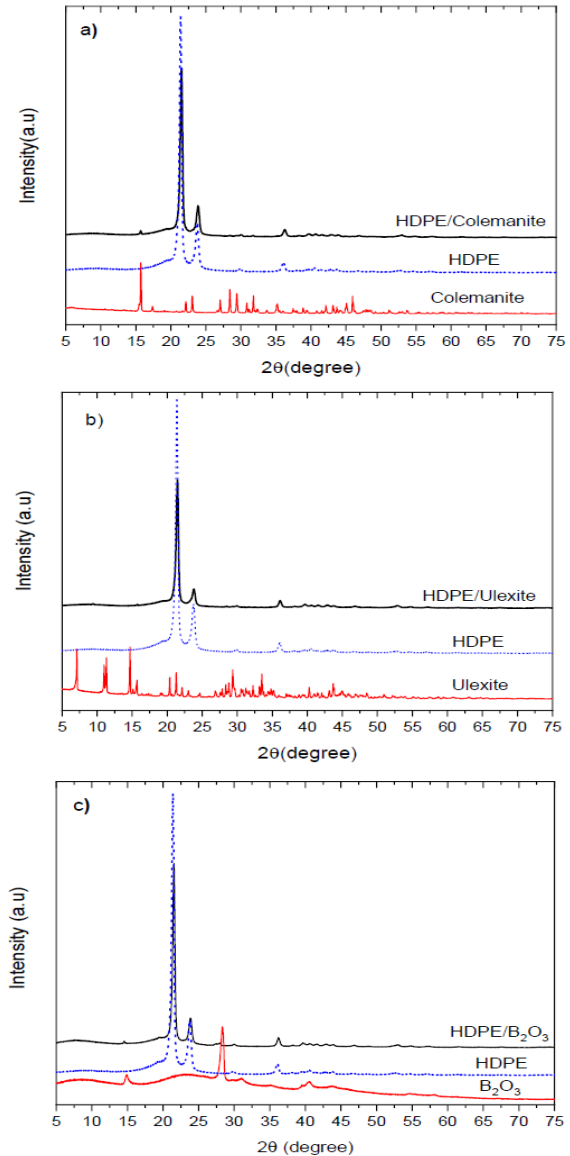 a)
Intensity(a.u)
HDPE/Colemanite
HDPE
Colemanite
5 10 15 20 25 30 35 40 45 50 55 60 65 70 75
2θ(degree)
b)
Intensity (a.u)
HDPE/Ulexite
HDPE
Ulexite
5 10 15 20 25 30 35 40 45 50 55 60 65 70 75
2θ(degree)
c)
Intensity (a.u)
HDPE/B₂O₃
HDPE
B₂O₃
5 10 15 20 25 30 35 40 45 50 55 60 65 70 75
2θ (degree)